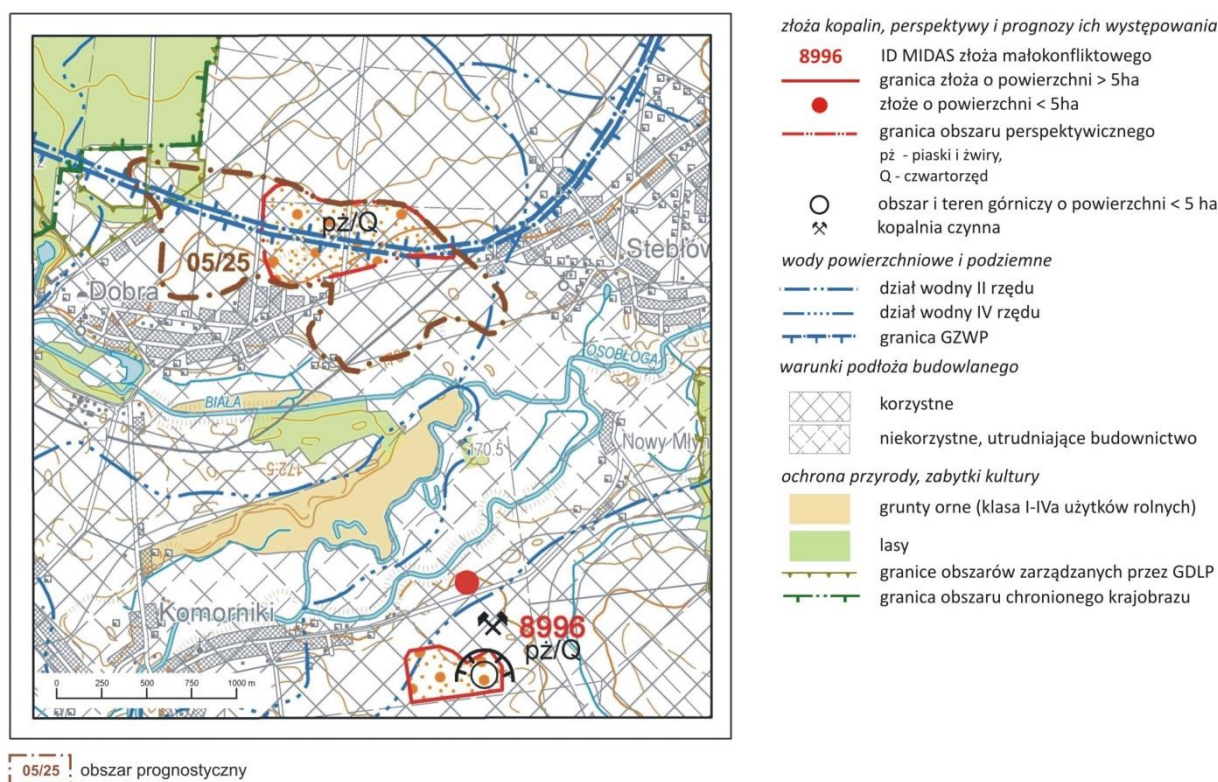 złoża kopalin, perspektywy i prognozy ich występowania
8996 ID MIDAS złoża małokonfliktowego
granica złoża o powierzchni > 5ha
złoże o powierzchni < 5ha
granica obszaru perspektywicznego
pż - piaski i żwiry,
Q - czwartorzęd
obszar i teren górniczy o powierzchni < 5 ha
kopalnia czynna
wody powierzchniowe i podziemne
dział wodny II rzędu
dział wodny IV rzędu
granica GZWP
warunki podłoża budowlanego
korzystne
niekorzystne, utrudniające budownictwo
ochrona przyrody, zabytki kultury
grunty orne (klasa I-IVa użytków rolnych)
lasy
granice obszarów zarządzanych przez GDLP
granica obszaru chronionego krajobrazu
pż/Q
Stebłów
05/25
Dobra
OSOBŁOGA
BIAŁA
Nowy Młyn
170.5
172.5
Komorniki
8996
pż/Q
0 250 500 1000 m
05/25 obszar prognostyczny